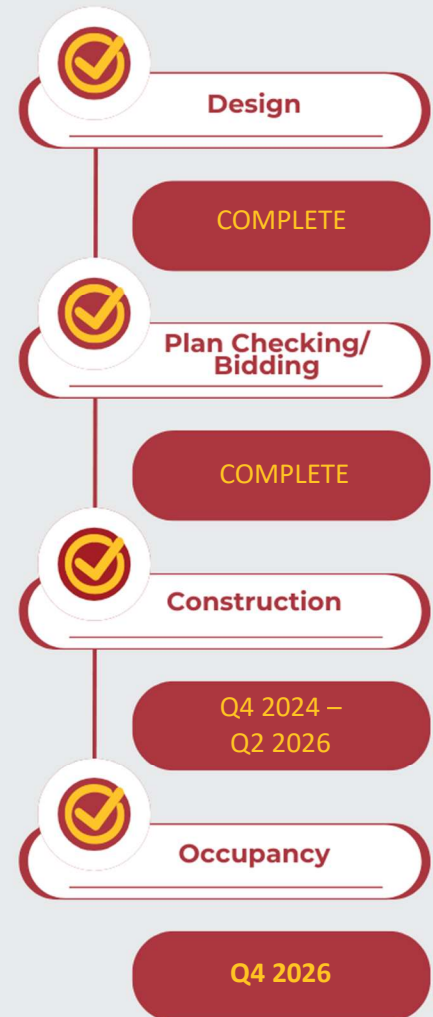 Design
COMPLETE
Plan Checking/
Bidding
COMPLETE
Construction
Q4 2024 –
Q2 2026
Occupancy
Q4 2026